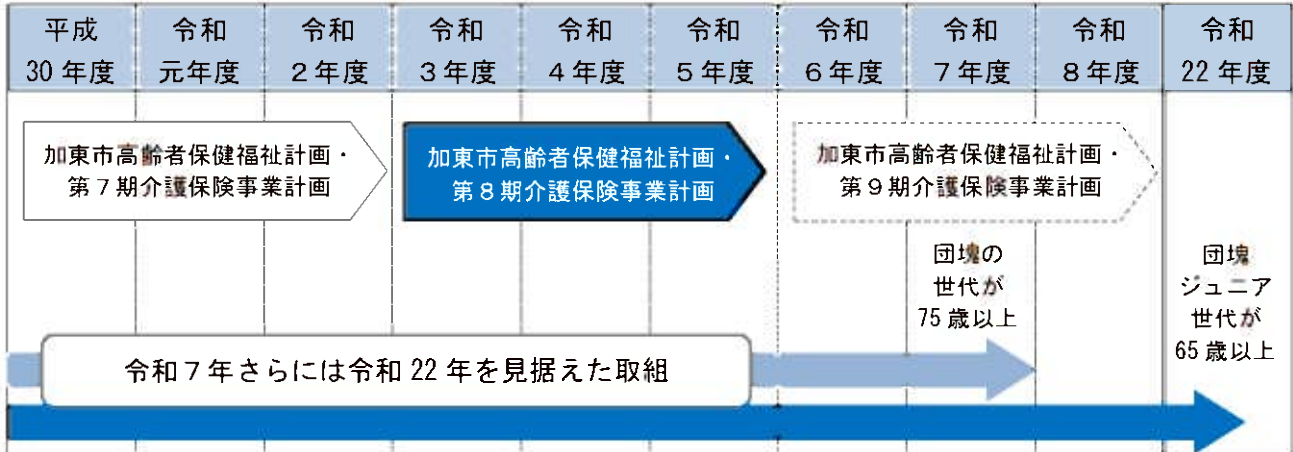 平成 令和 令和 令和 令和 令和 令和 令和 令和 令和
30年度 元年度 2年度 3年度 4年度 5年度 6年度 7年度 8年度 22年度
加東市高齢者保健福祉計画・
第7期介護保険事業計画
加東市高齢者保健福祉計画・
第8期介護保険事業計画
加東市高齢者保健福祉計画・
第9期介護保険事業計画
団塊の
世代が
75歳以上
団塊
ジュニア
世代が
65歳以上
令和7年さらには令和22年を見据えた取組